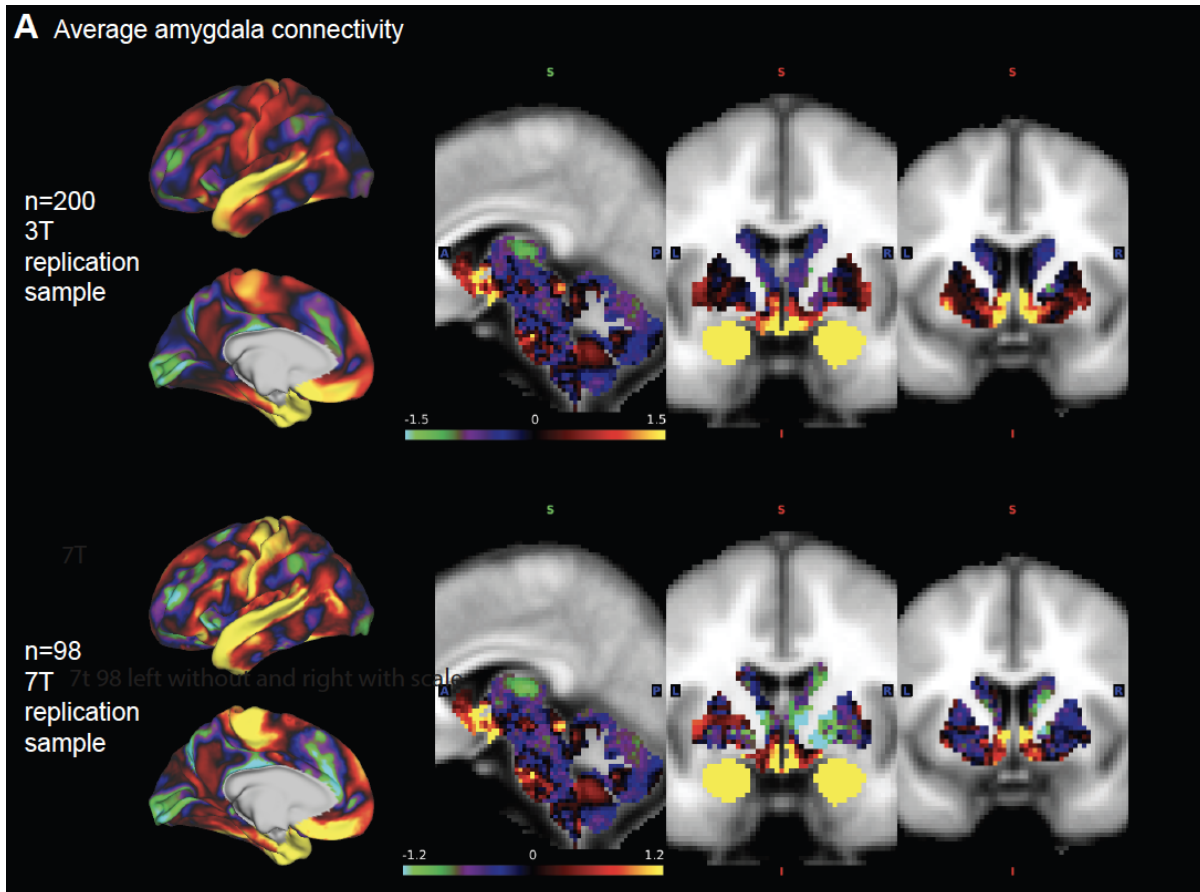 A Average amygdala connectivity
S S S
n=200
3T
replication
sample
A P L R L R
-1.5 0 1.5
I I
S S S
7T
n=98
7T 7t 98 left without and right with scale
replication
sample
A P L R L R
-1.2 0 1.2
I I